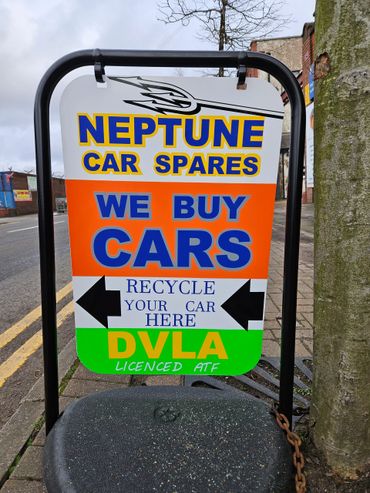 NEPTUNE
CAR SPARES
WE BUY
CARS
RECYCLE
YOUR CAR
HERE
DVLA
LICENCED ATF